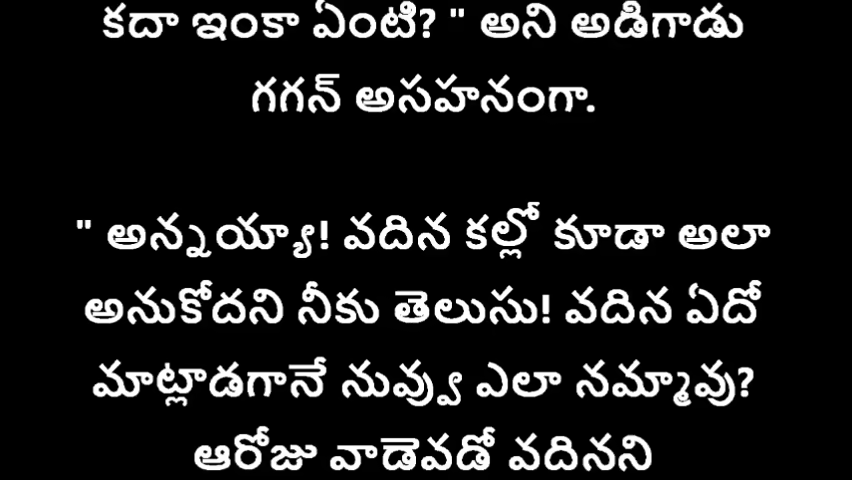 కదా ఇంకా ఏంటి? " అని అడిగాడు
గగన్ అసహనంగా.
" అన్నయ్యా! వదిన కల్లో కూడా అలా
అనుకోదని నీకు తెలుసు! వదిన ఏదో
మాట్లాడగానే నువ్వు ఎలా నమ్మావు?
ఆరోజు వాడెవడో వదినని